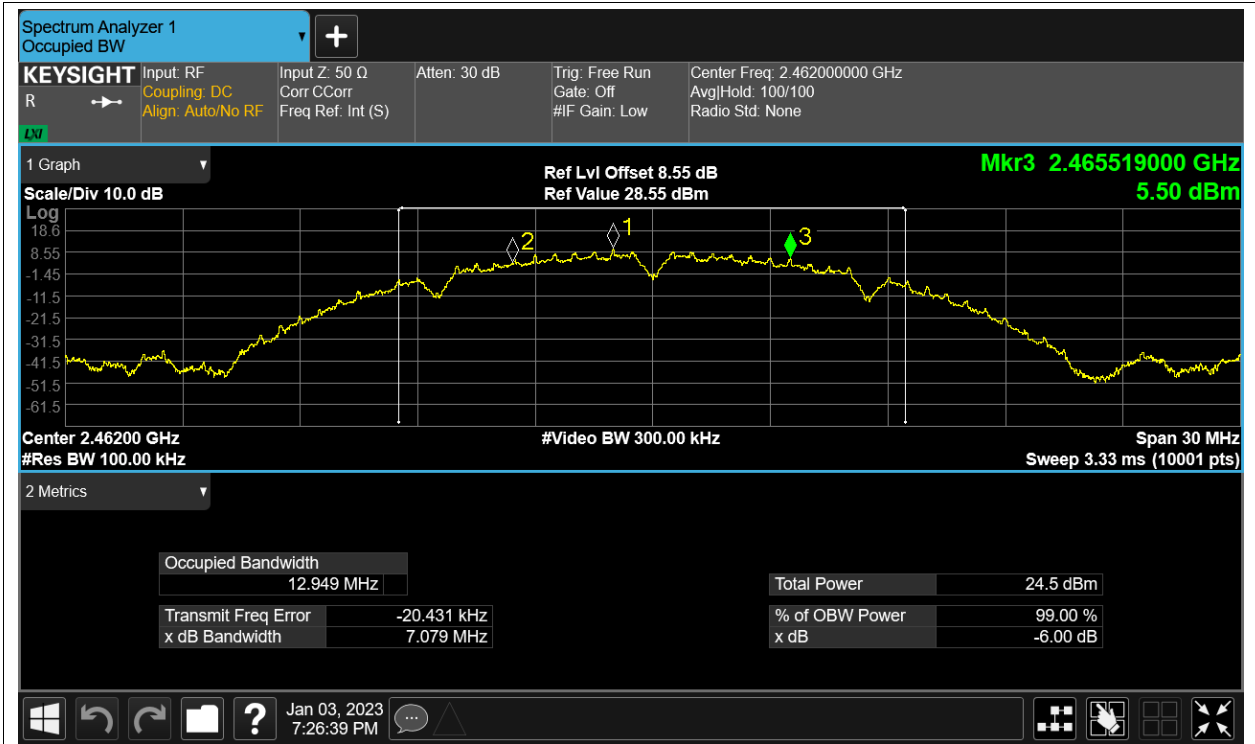 Spectrum Analyzer 1
Occupied BW
KEYSIGHT
R
LXI
Input: RF
Coupling: DC
Align: Auto/No RF
Input Z: 50 Ω
Corr CCorr
Freq Ref: Int (S)
Atten: 30 dB
Trig: Free Run
Gate: Off
#IF Gain: Low
Center Freq: 2.462000000 GHz
Avg|Hold: 100/100
Radio Std: None
1 Graph
Scale/Div 10.0 dB
Ref Lvl Offset 8.55 dB
Ref Value 28.55 dBm
Mkr3 2.465519000 GHz
5.50 dBm
Log
18.6
8.55
-1.45
-11.5
-21.5
-31.5
-41.5
-51.5
-61.5
2
1
3
Center 2.46200 GHz
#Res BW 100.00 kHz
#Video BW 300.00 kHz
Span 30 MHz
Sweep 3.33 ms (10001 pts)
2 Metrics
Occupied Bandwidth
12.949 MHz
Transmit Freq Error -20.431 kHz
x dB Bandwidth 7.079 MHz
Total Power 24.5 dBm
% of OBW Power 99.00 %
x dB -6.00 dB
?
Jan 03, 2023
7:26:39 PM